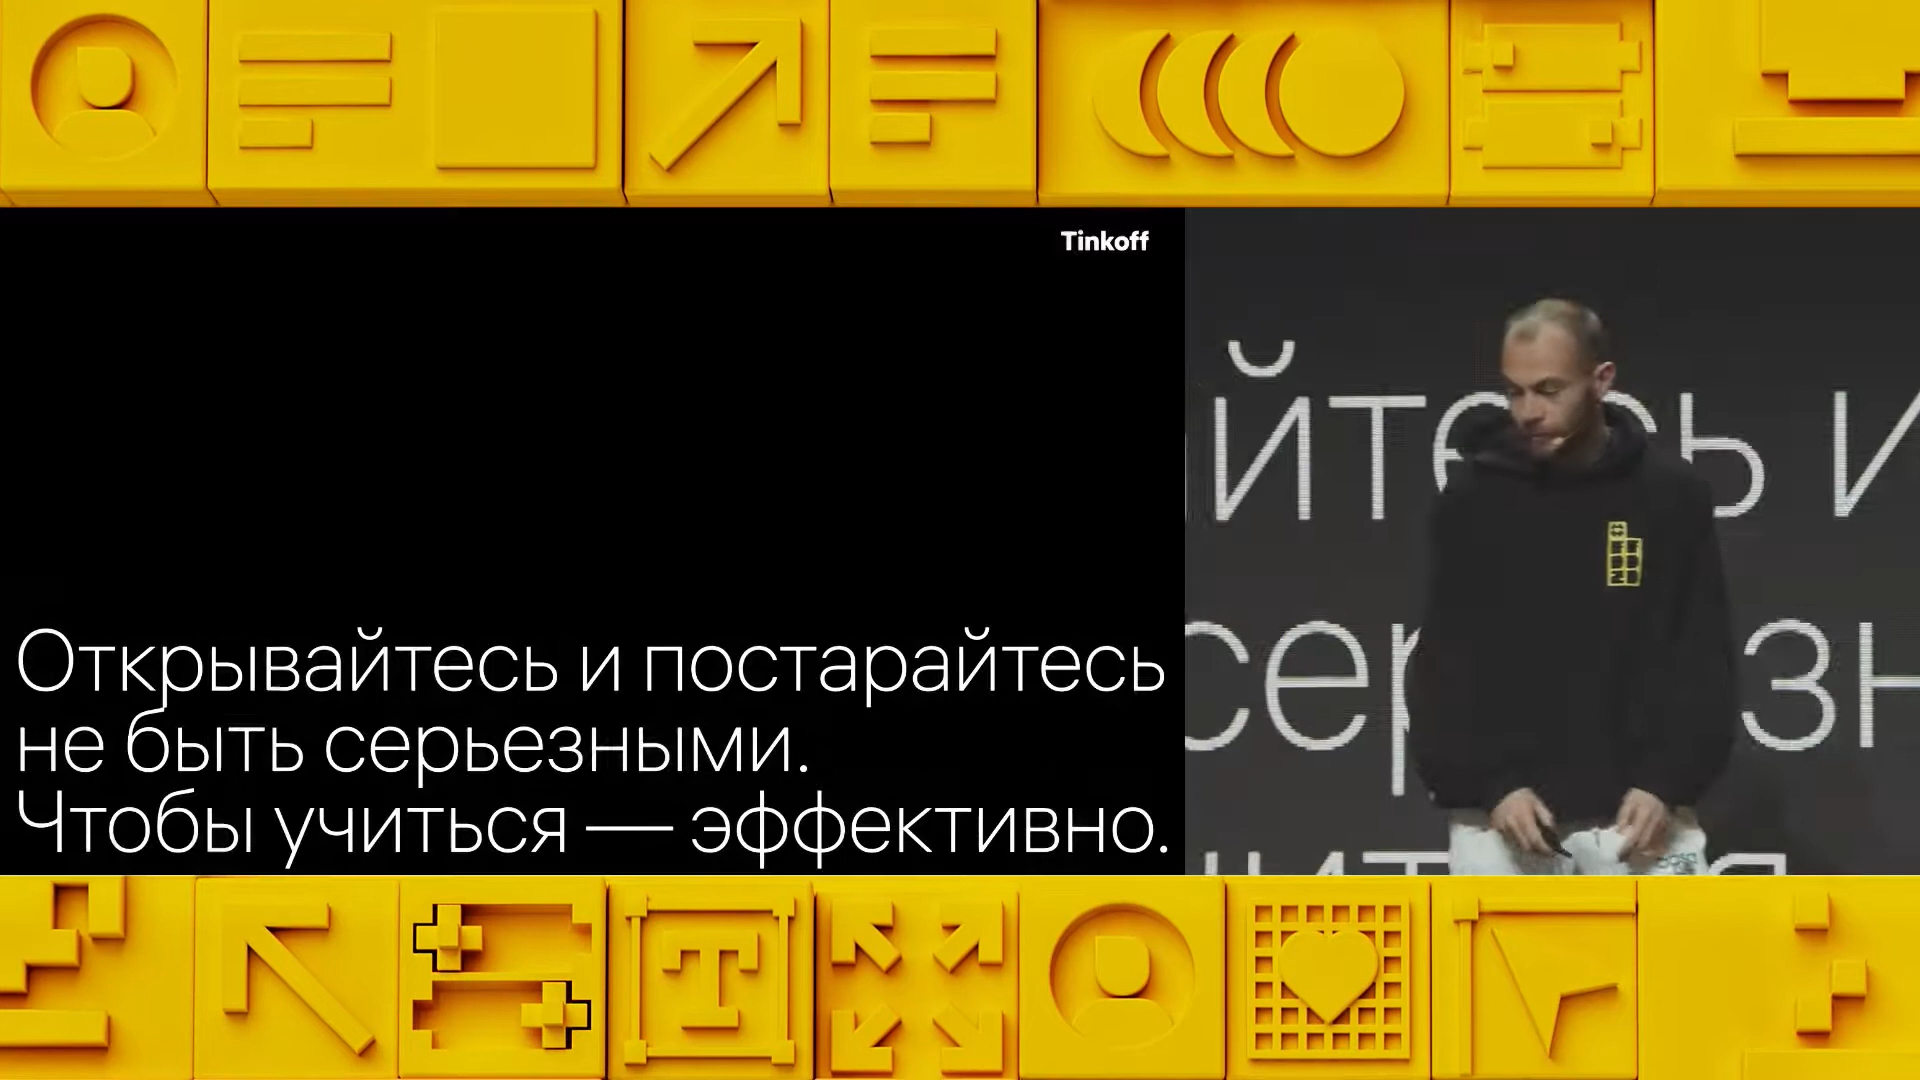 Tinkoff
Открывайтесь и постарайтесь
не быть серьезными.
Чтобы учиться — эффективно.